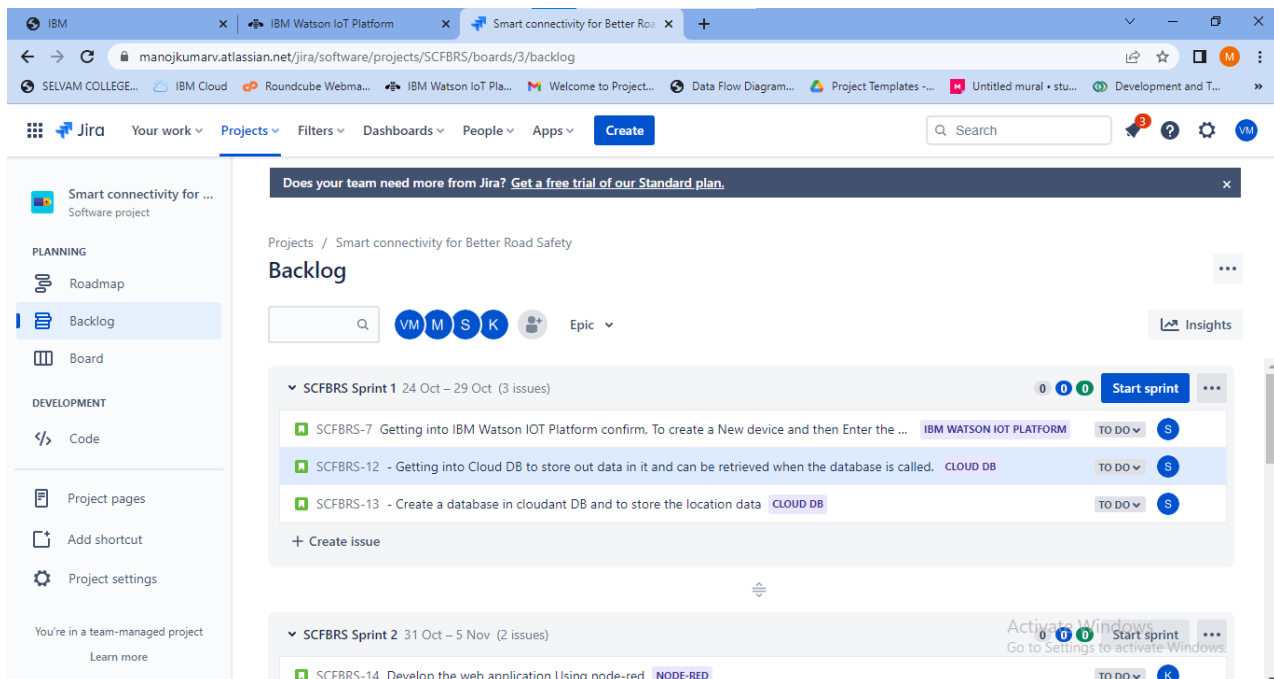 IBM
IBM Watson IoT Platform
Smart connectivity for Better Roa
manojkumarv.atlassian.net/jira/software/projects/SCFBRS/boards/3/backlog
M
SELVAM COLLEGE...
IBM Cloud
Roundcube Webma...
IBM Watson IoT Pla...
Welcome to Project...
Data Flow Diagram...
Project Templates -...
Untitled mural • stu...
Development and T...
»
Jira
Your work
Projects
Filters
Dashboards
People
Apps
Create
Search
3
VM
Smart connectivity for ...
Software project
PLANNING
Roadmap
Backlog
Board
DEVELOPMENT
Code
Project pages
Add shortcut
Project settings
You're in a team-managed project
Learn more
Does your team need more from Jira? Get a free trial of our Standard plan.
Projects / Smart connectivity for Better Road Safety
Backlog
VM M S K
Epic
Insights
SCFBRS Sprint 1 24 Oct – 29 Oct (3 issues)
0 0 0 Start sprint
SCFBRS-7 Getting into IBM Watson IOT Platform confirm, To create a New device and then Enter the ... IBM WATSON IOT PLATFORM TO DO S
SCFBRS-12 - Getting into Cloud DB to store out data in it and can be retrieved when the database is called. CLOUD DB TO DO S
SCFBRS-13 - Create a database in cloudant DB and to store the location data CLOUD DB TO DO S
+ Create issue
SCFBRS Sprint 2 31 Oct – 5 Nov (2 issues)
0 0 0 Start sprint
Activate Windows
Go to Settings to activate Windows.
SCFBRS-14 Develop the web application Using node-red NODE-RED TO DO K